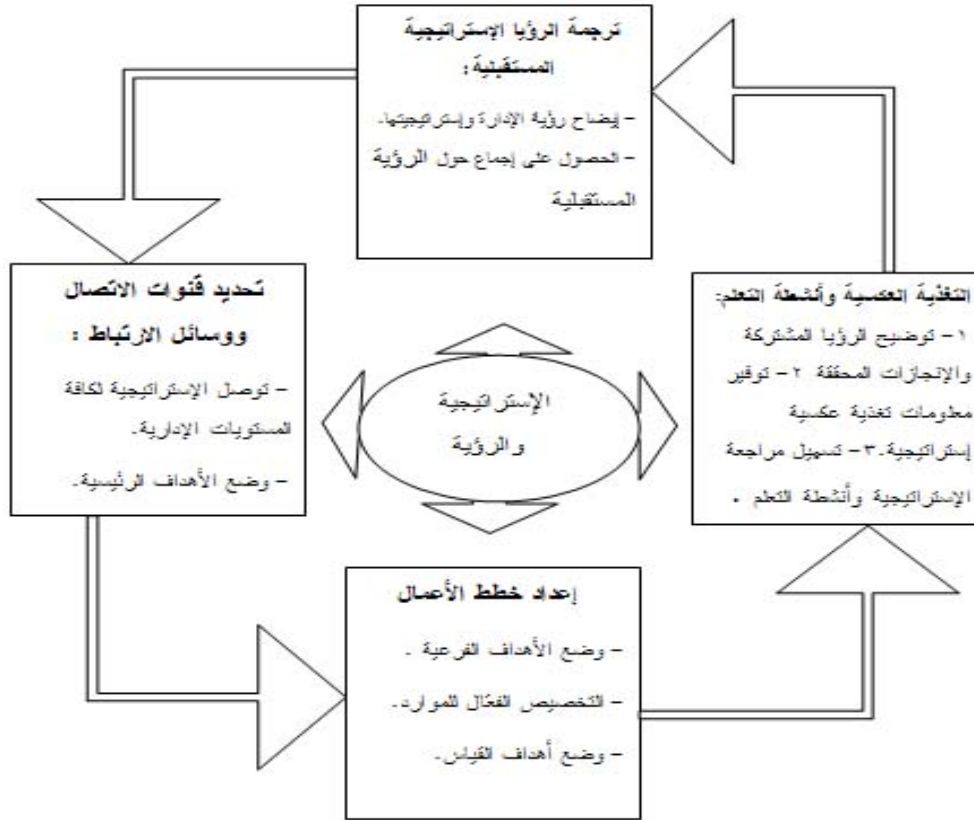 ترجمة الرؤيا الإستراتيجية
المستقبلية :
- إيضاح رؤية الإدارة وإستراتيجيتها.
- الحصول على إجماع حول الرؤية
المستقبلية
تحديد قنوات الاتصال
ووسائل الارتباط :
- توصل الإستراتيجية لكافة
المستويات الإدارية.
- وضع الأهداف الرئيسية.
الإستراتيجية
والرؤية
التغذية العكسية وأنشطة التعلم:
١- توضيح الرؤيا المشتركة
والإنجازات المحققة ٢- توفير
معلومات تغذية عكسية
إستراتيجية.٣- تسهيل مراجعة
الإستراتيجية وأنشطة التعلم .
إعداد خطط الأعمال
- وضع الأهداف الفرعية .
- التخصيص الفعّال للموارد.
- وضع أهداف القياس.